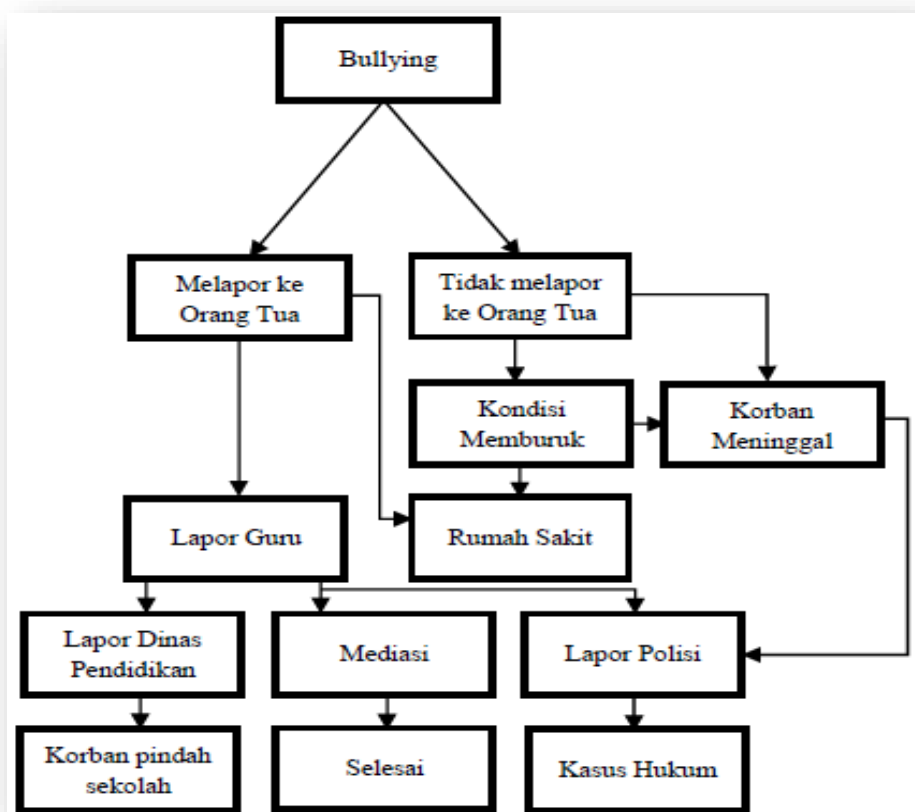 Bullying
Melapor ke
Orang Tua
Tidak melapor
ke Orang Tua
Kondisi
Memburuk
Korban
Meninggal
Lapor Guru
Rumah Sakit
Lapor Dinas
Pendidikan
Mediasi
Lapor Polisi
Korban pindah
sekolah
Selesai
Kasus Hukum